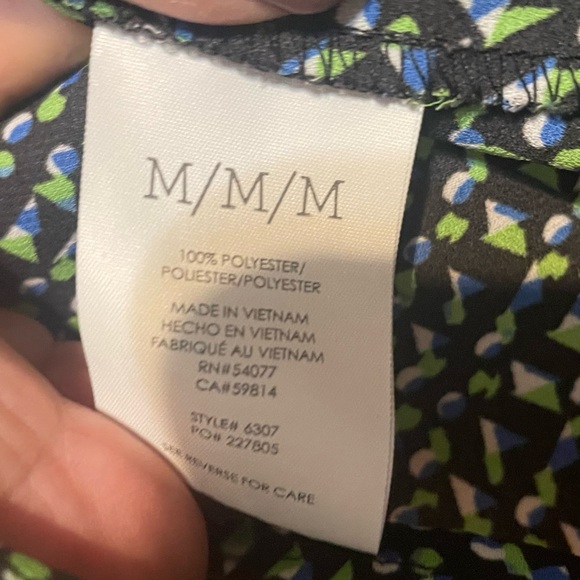 M/M/M
100% POLYESTER/
POLIESTER/POLYESTER
MADE IN VIETNAM
HECHO EN VIETNAM
FABRIQUÉ AU VIETNAM
RN#54077
CA#59814
STYLE# 6307
PO# 227805
SEE REVERSE FOR CARE